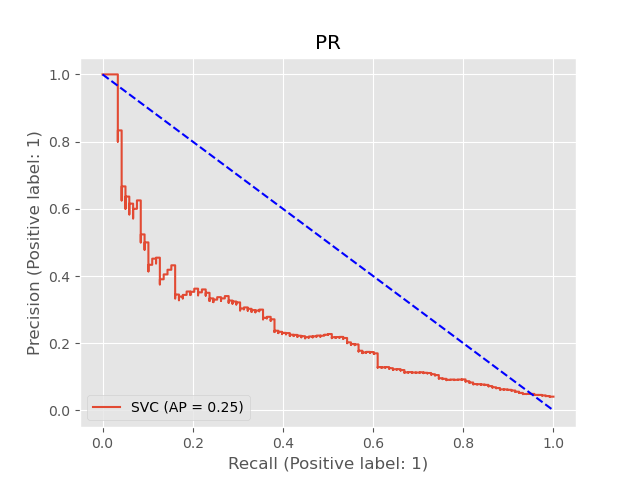 PR
1.0
0.8
0.6
0.4
0.2
0.0
Precision (Positive label: 1)
SVC (AP = 0.25)
0.0 0.2 0.4 0.6 0.8 1.0
Recall (Positive label: 1)